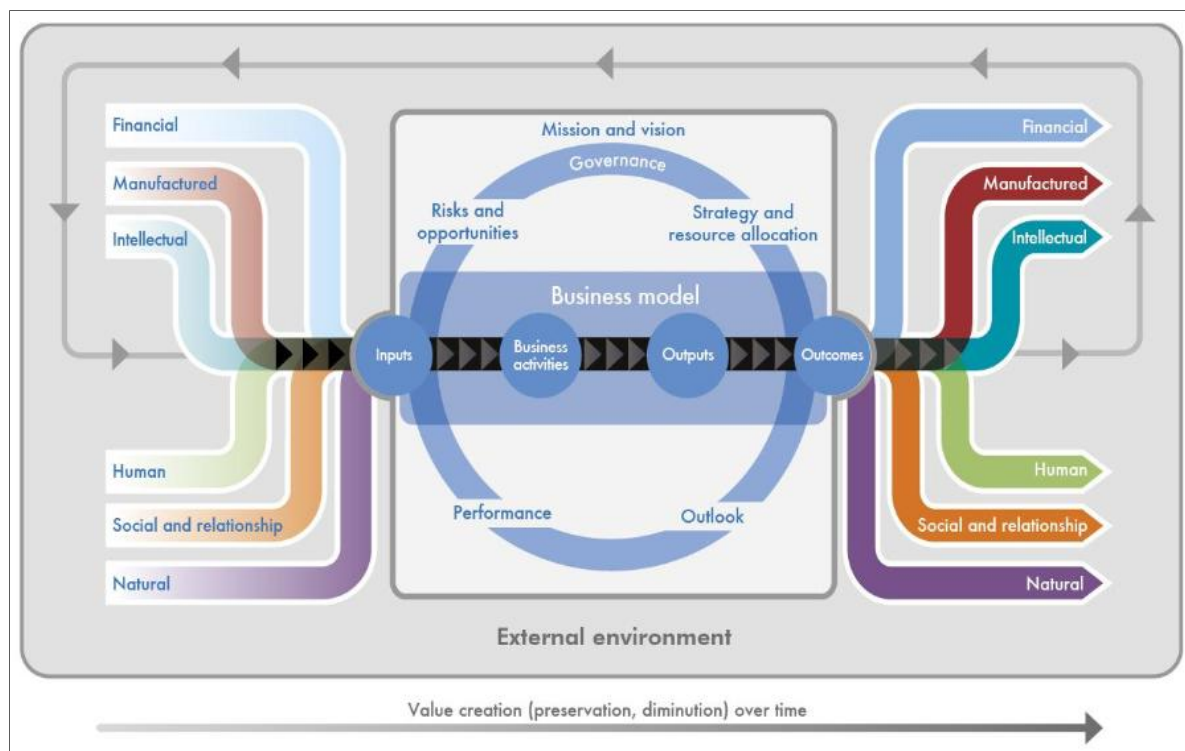 Financial
Manufactured
Intellectual
Human
Social and relationship
Natural
Mission and vision
Governance
Risks and
opportunities
Strategy and
resource allocation
Business model
Inputs
Business
activities
Outputs
Outcomes
Performance
Outlook
Financial
Manufactured
Intellectual
Human
Social and relationship
Natural
External environment
Value creation (preservation, diminution) over time